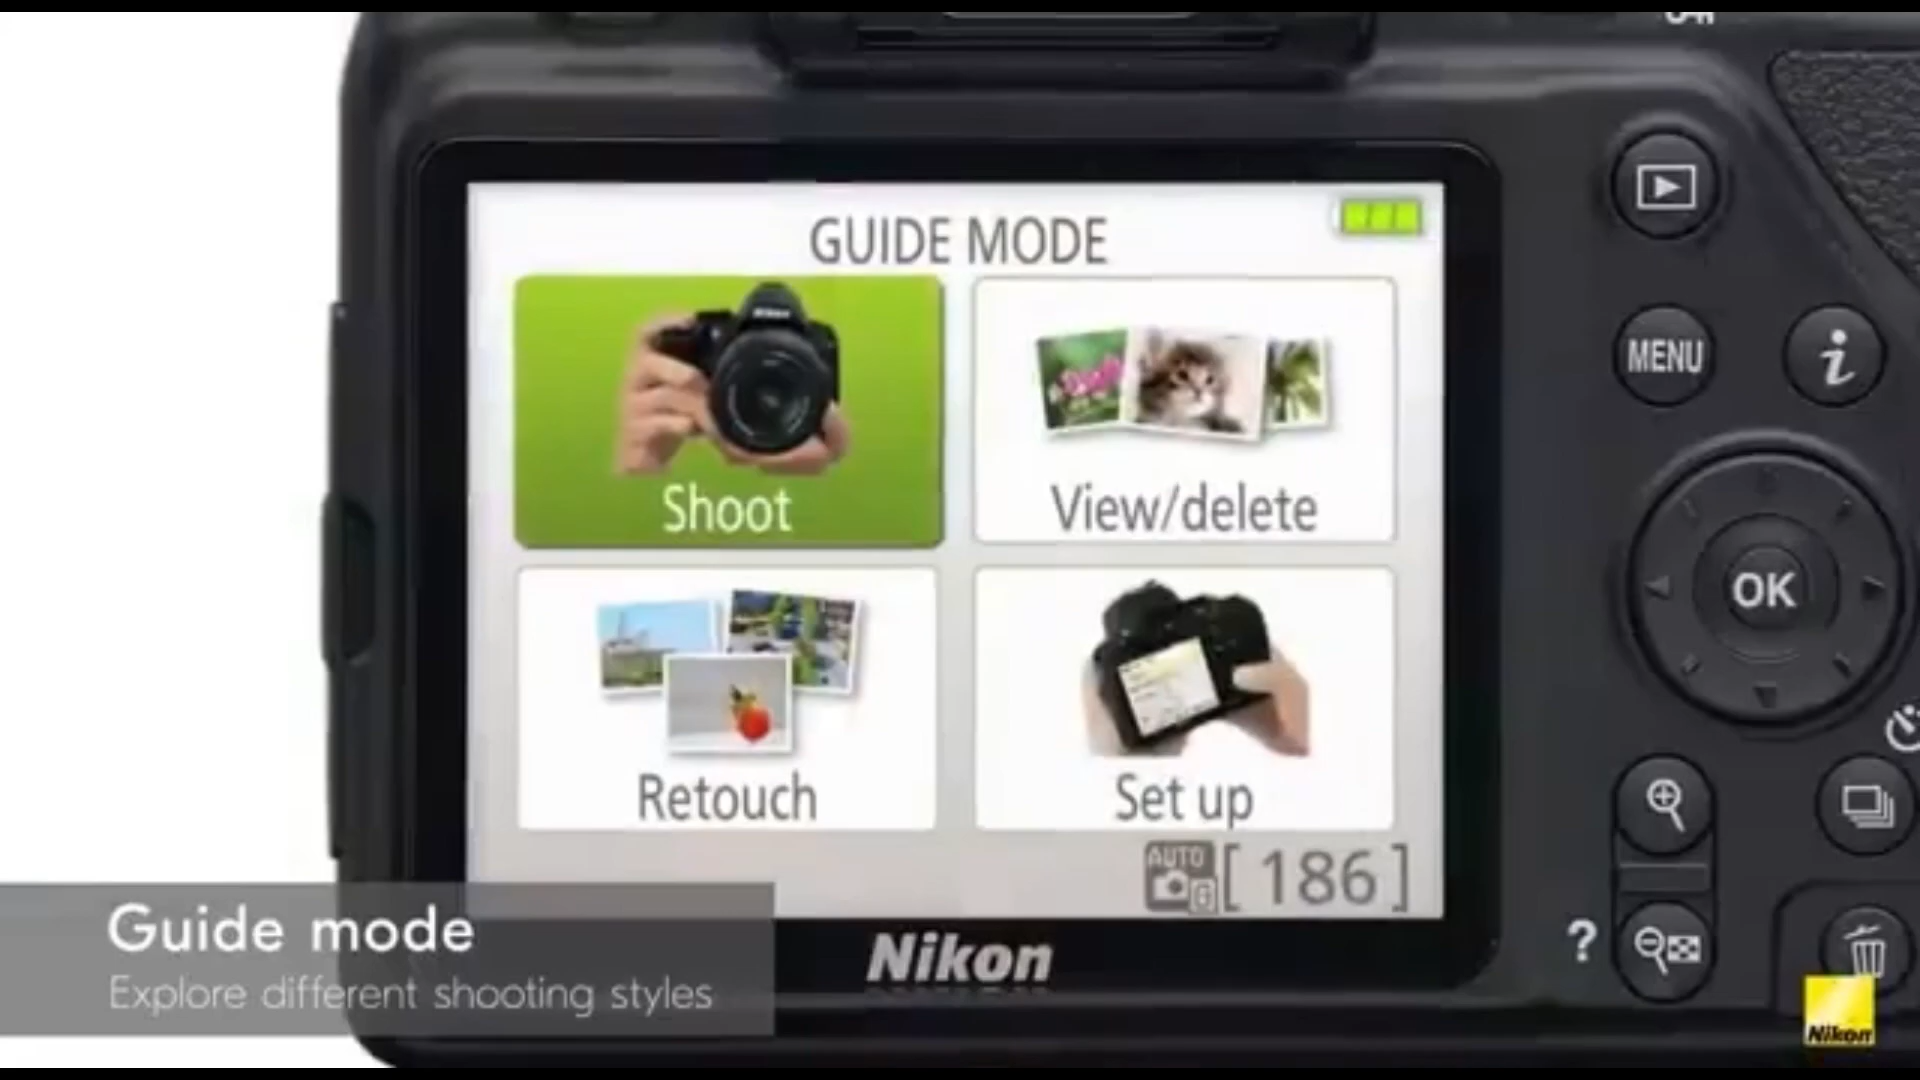 GUIDE MODE
Shoot
View/delete
Retouch
Set up
AUTO
[ 186 ]
Nikon
MENU
i
OK
?
Guide mode
Explore different shooting styles
Nikon